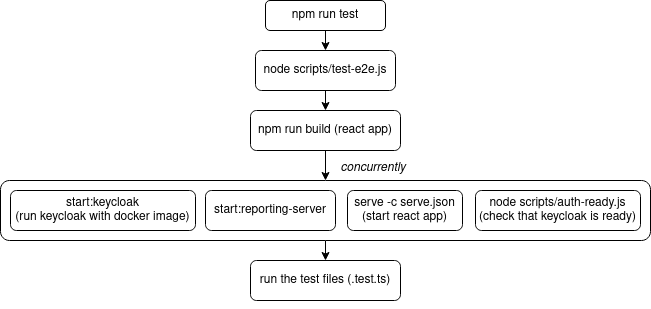 npm run test
node scripts/test-e2e.js
npm run build (react app)
concurrently
start:keycloak
(run keycloak with docker image)
start:reporting-server
serve -c serve.json
(start react app)
node scripts/auth-ready.js
(check that keycloak is ready)
run the test files (.test.ts)